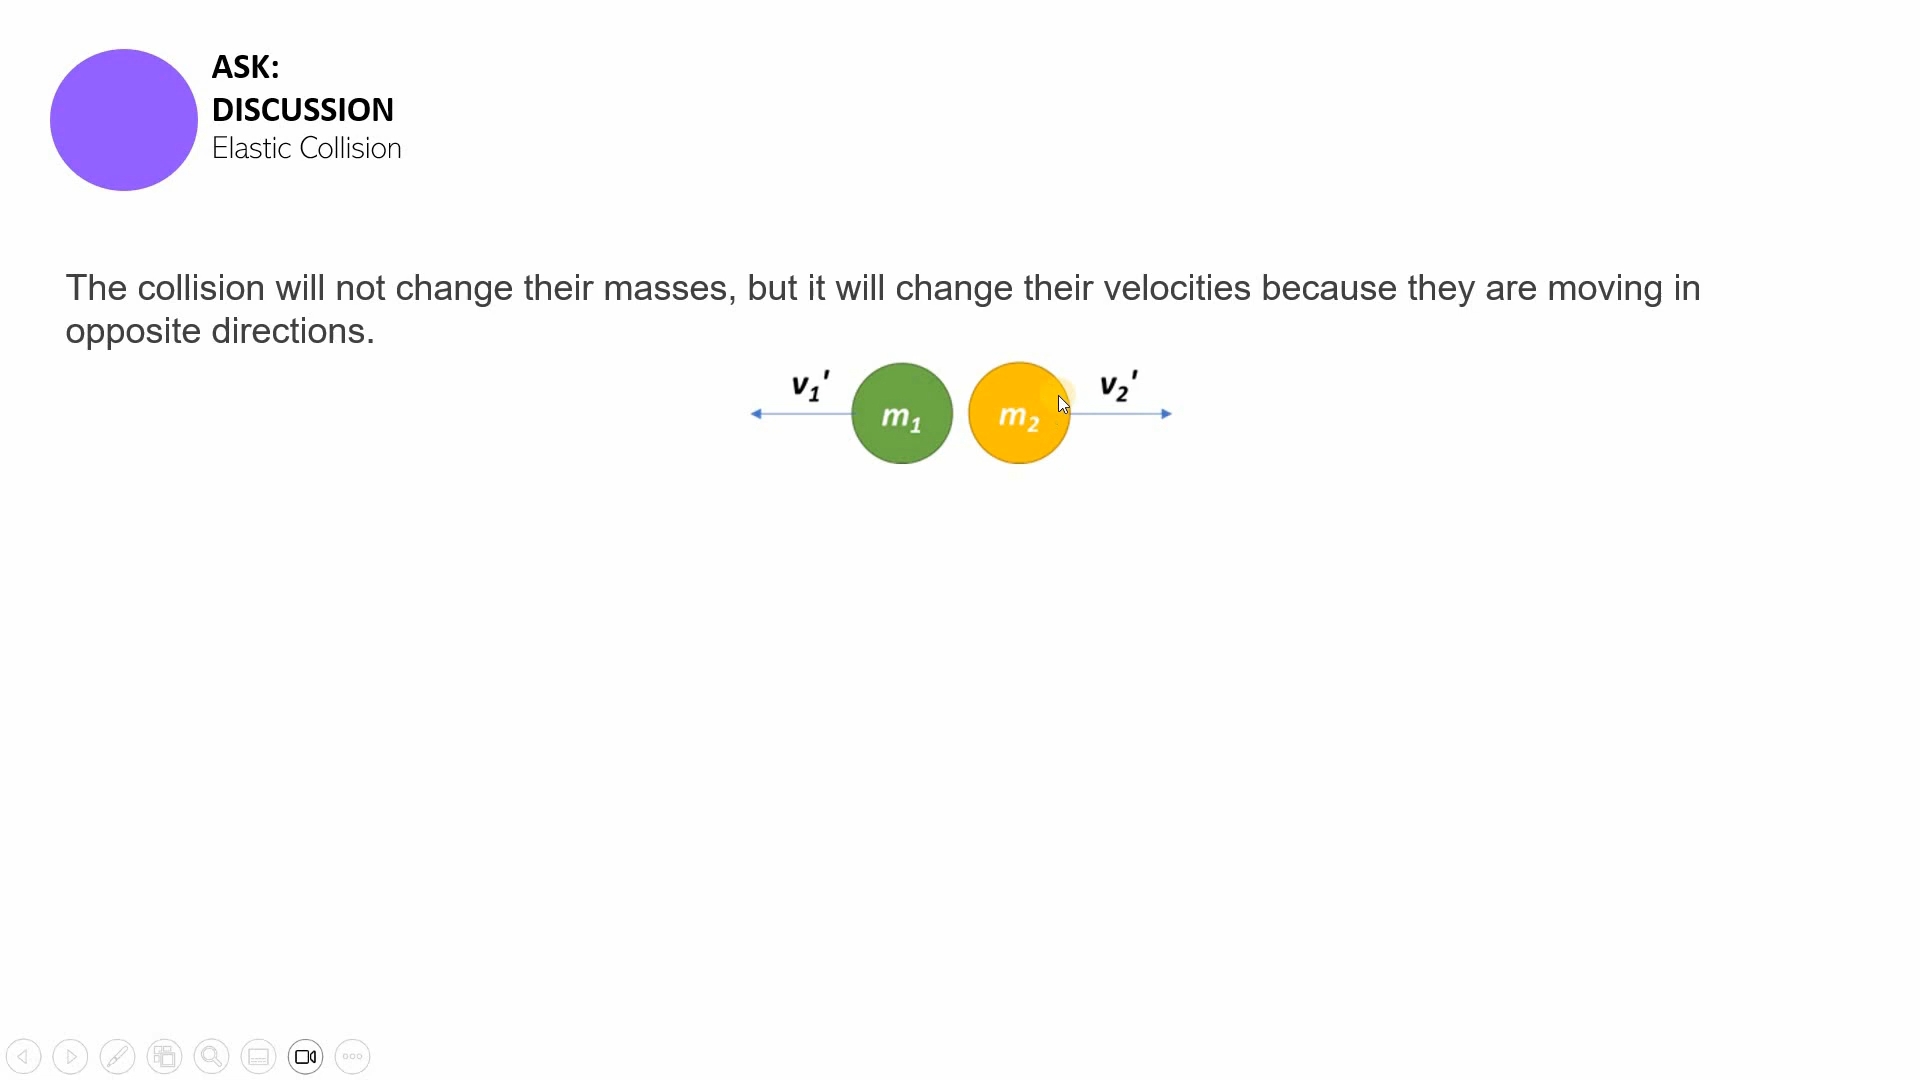 ASK:
DISCUSSION
Elastic Collision
The collision will not change their masses, but it will change their velocities because they are moving in
opposite directions.
v₁' m₁ m₂ v₂'